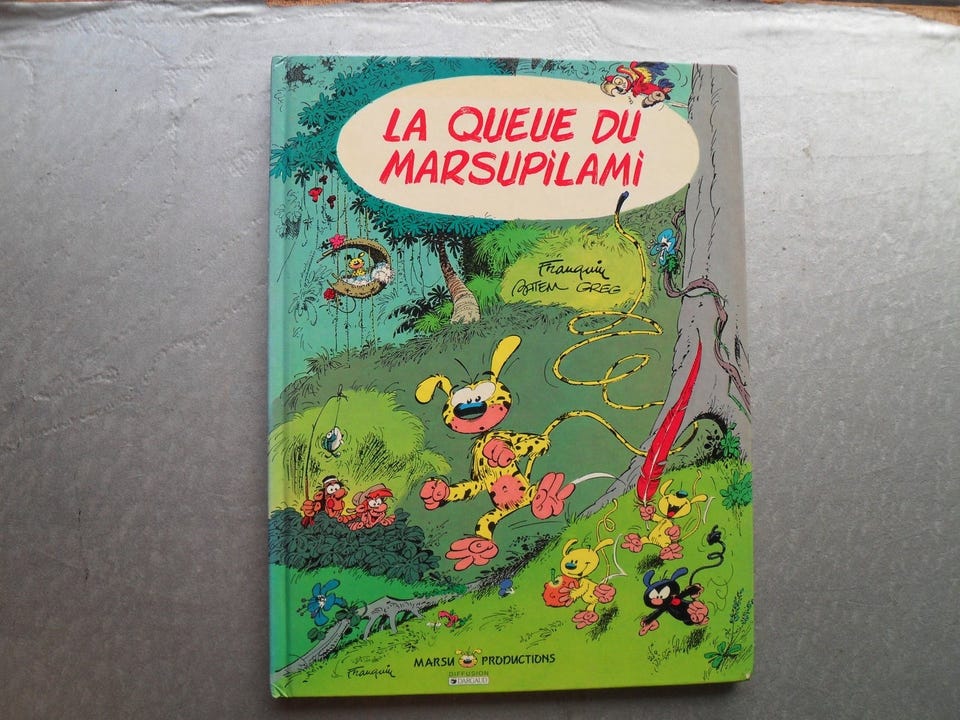 LA QUEUE DU
MARSUPiLAMi
Franquin
BATEM GREG
MARSU PRODUCTIONS
DIFFUSION
DARGAUD
Franquin